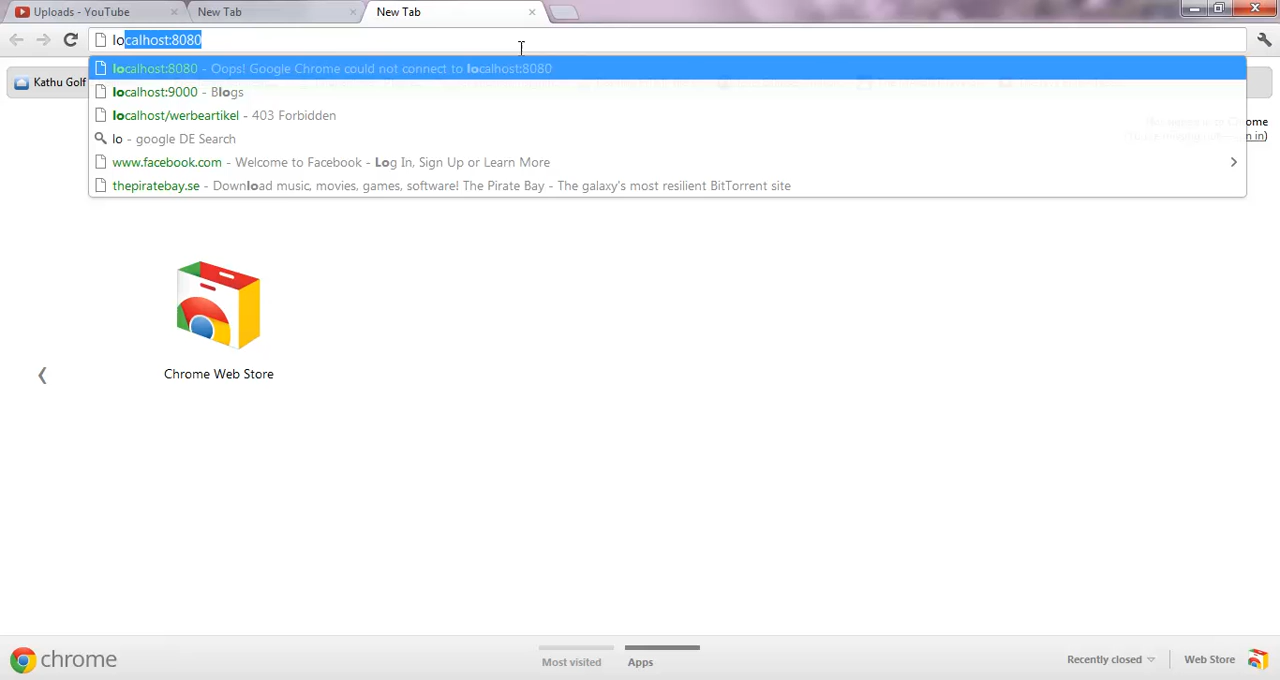 Uploads - YouTube
New Tab
New Tab
localhost:8080
localhost:8080 - Oops! Google Chrome could not connect to localhost:8080
localhost:9000 - Blogs
localhost/werbeartikel - 403 Forbidden
lo - google DE Search
www.facebook.com - Welcome to Facebook - Log In, Sign Up or Learn More
thepiratebay.se - Download music, movies, games, software! The Pirate Bay - The galaxy's most resilient BitTorrent site
Kathu Golf
Chrome Web Store
chrome
Most visited
Apps
Recently closed
Web Store